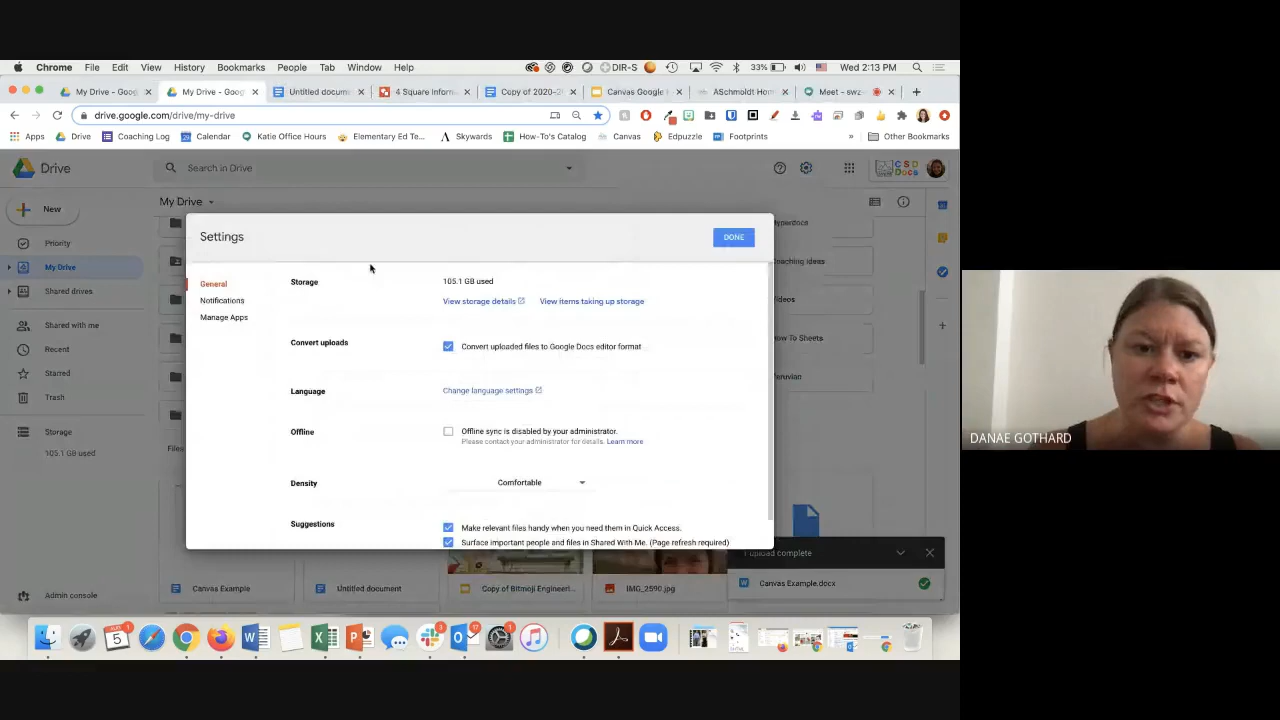 Chrome File Edit View History Bookmarks People Tab Window Help DIR-S 33% Wed 2:13 PM
My Drive - Goog My Drive - Goog Untitled docum 4 Square Inform Copy of 2020-2 Canvas Google ASchmoldt Hom Meet - swz
drive.google.com/drive/my-drive
Apps Drive Coaching Log Calendar Katie Office Hours Elementary Ed Te... Skywards How-To's Catalog Canvas Edpuzzle Footprints » Other Bookmarks
Drive Search in Drive CSD Docs
New
My Drive
Priority
My Drive
Shared drives
Shared with me
Recent
Starred
Trash
Storage
105.1 GB used
Admin console
Hyperdocs
Coaching Ideas
How To Sheets
Files
Settings DONE
General
Notifications
Manage Apps
Storage 105.1 GB used
View storage details View items taking up storage
Convert uploads Convert uploaded files to Google Docs editor format
Language Change language settings
Offline Offline sync is disabled by your administrator.
Please contact your administrator for details. Learn more
Density Comfortable
Suggestions Make relevant files handy when you need them in Quick Access.
Surface important people and files in Shared With Me. (Page refresh required)
1 upload complete
Canvas Example.docx
Canvas Example Untitled document Copy of Bitmoji Engineeri... IMG_2590.jpg
DANAE GOTHARD